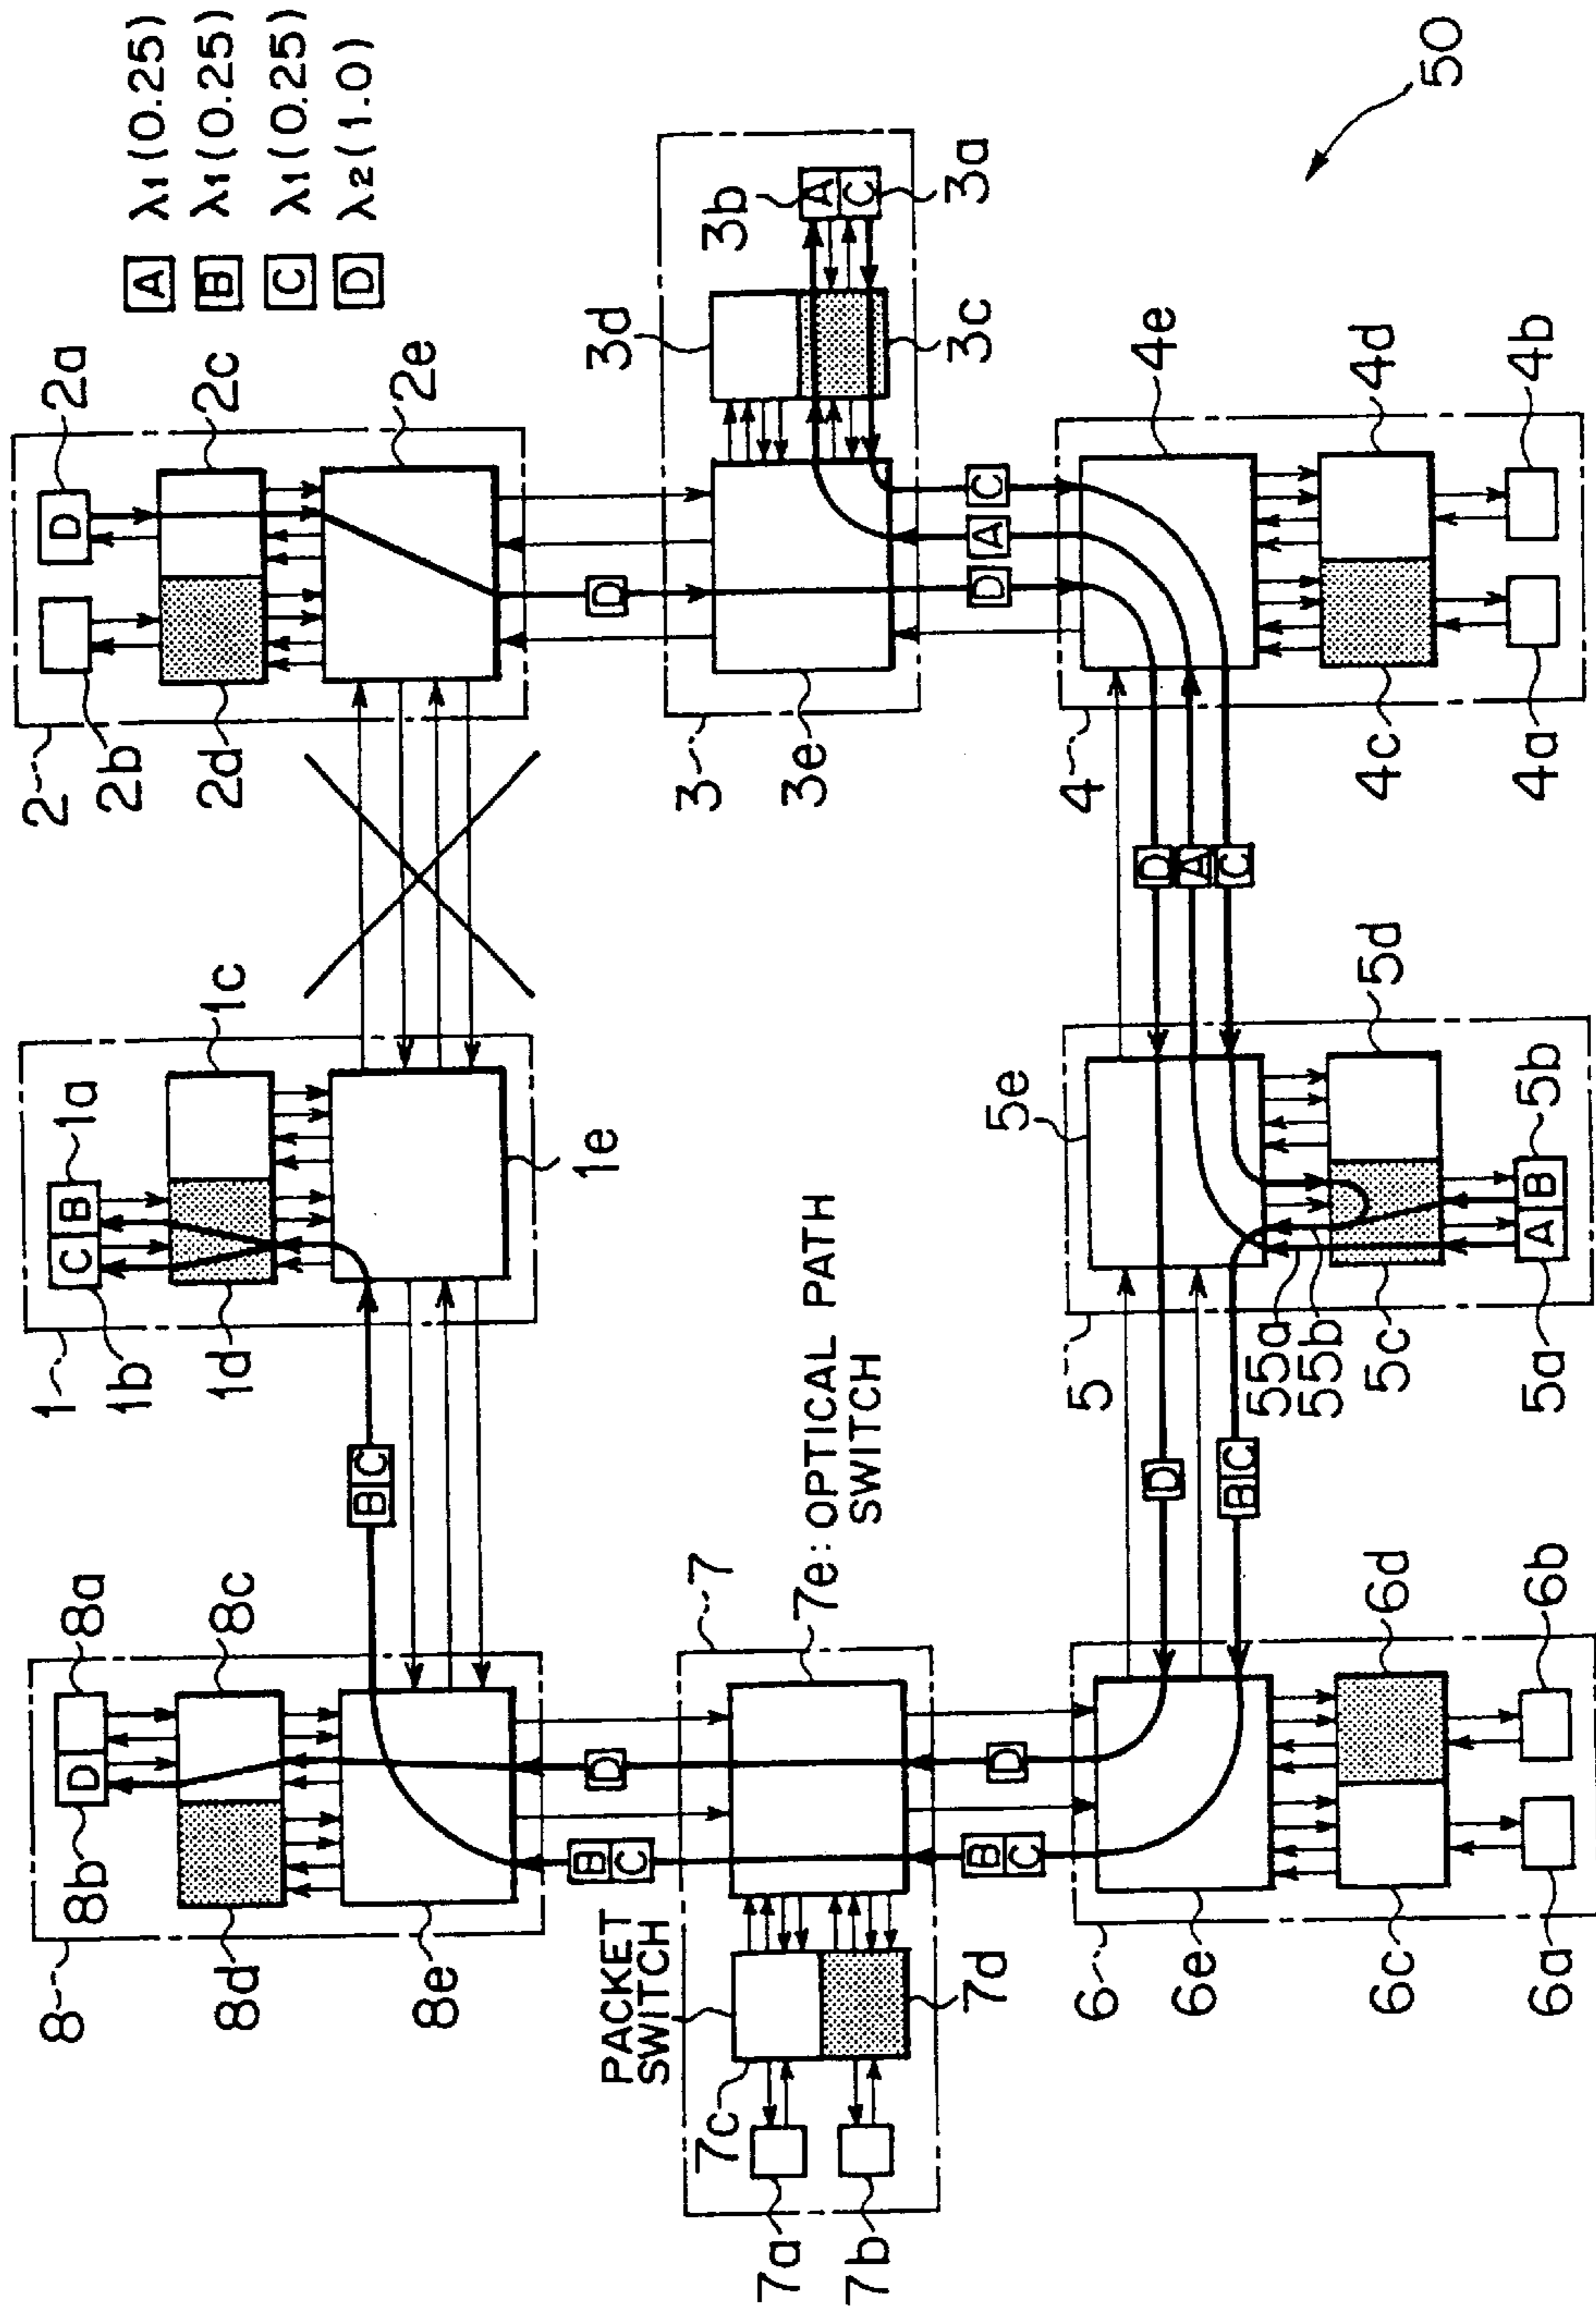 A λ1(0.25)
B λ1(0.25)
C λ1(0.25)
D λ2(1.0)
50
8
8a
8b
8c
8d
8e
D
1
1a
1b
1c
1d
1e
C B
2
2a
2b
2c
2d
2e
D
B C
D
B C
D
PACKET
SWITCH
7
7a
7b
7c
7d
7e: OPTICAL PATH
SWITCH
3
3a
3b
3c
3d
3e
A
C
B C
D
D
A
C
6
6a
6b
6c
6d
6e
D
B C
5
5a
5b
5c
5d
5e
55a
55b
A B
D
A
C
4
4a
4b
4c
4d
4e